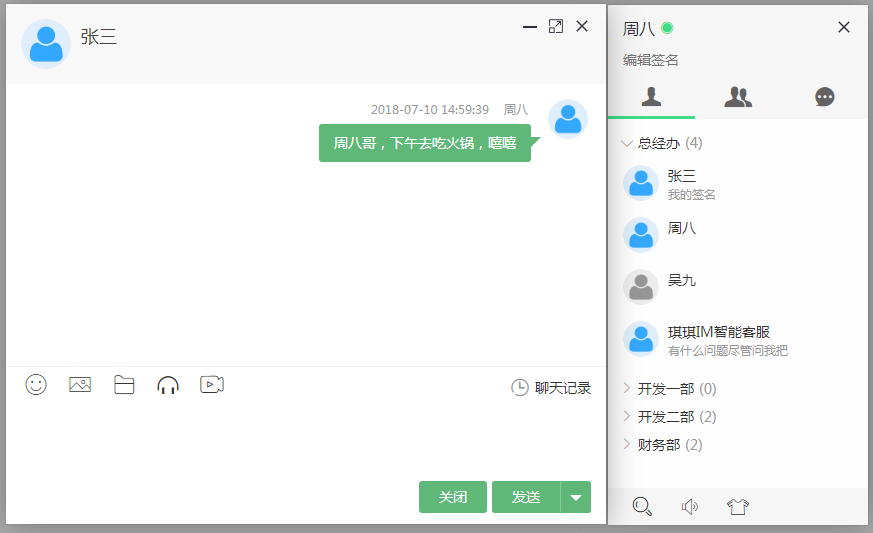 张三
2018-07-10 14:59:39 周八
周八哥，下午去吃火锅，嘻嘻
聊天记录
关闭
发送
周八
编辑签名
总经办 (4)
张三
我的签名
周八
吴九
琪琪IM智能客服
有什么问题尽管问我把
开发一部 (0)
开发二部 (2)
财务部 (2)